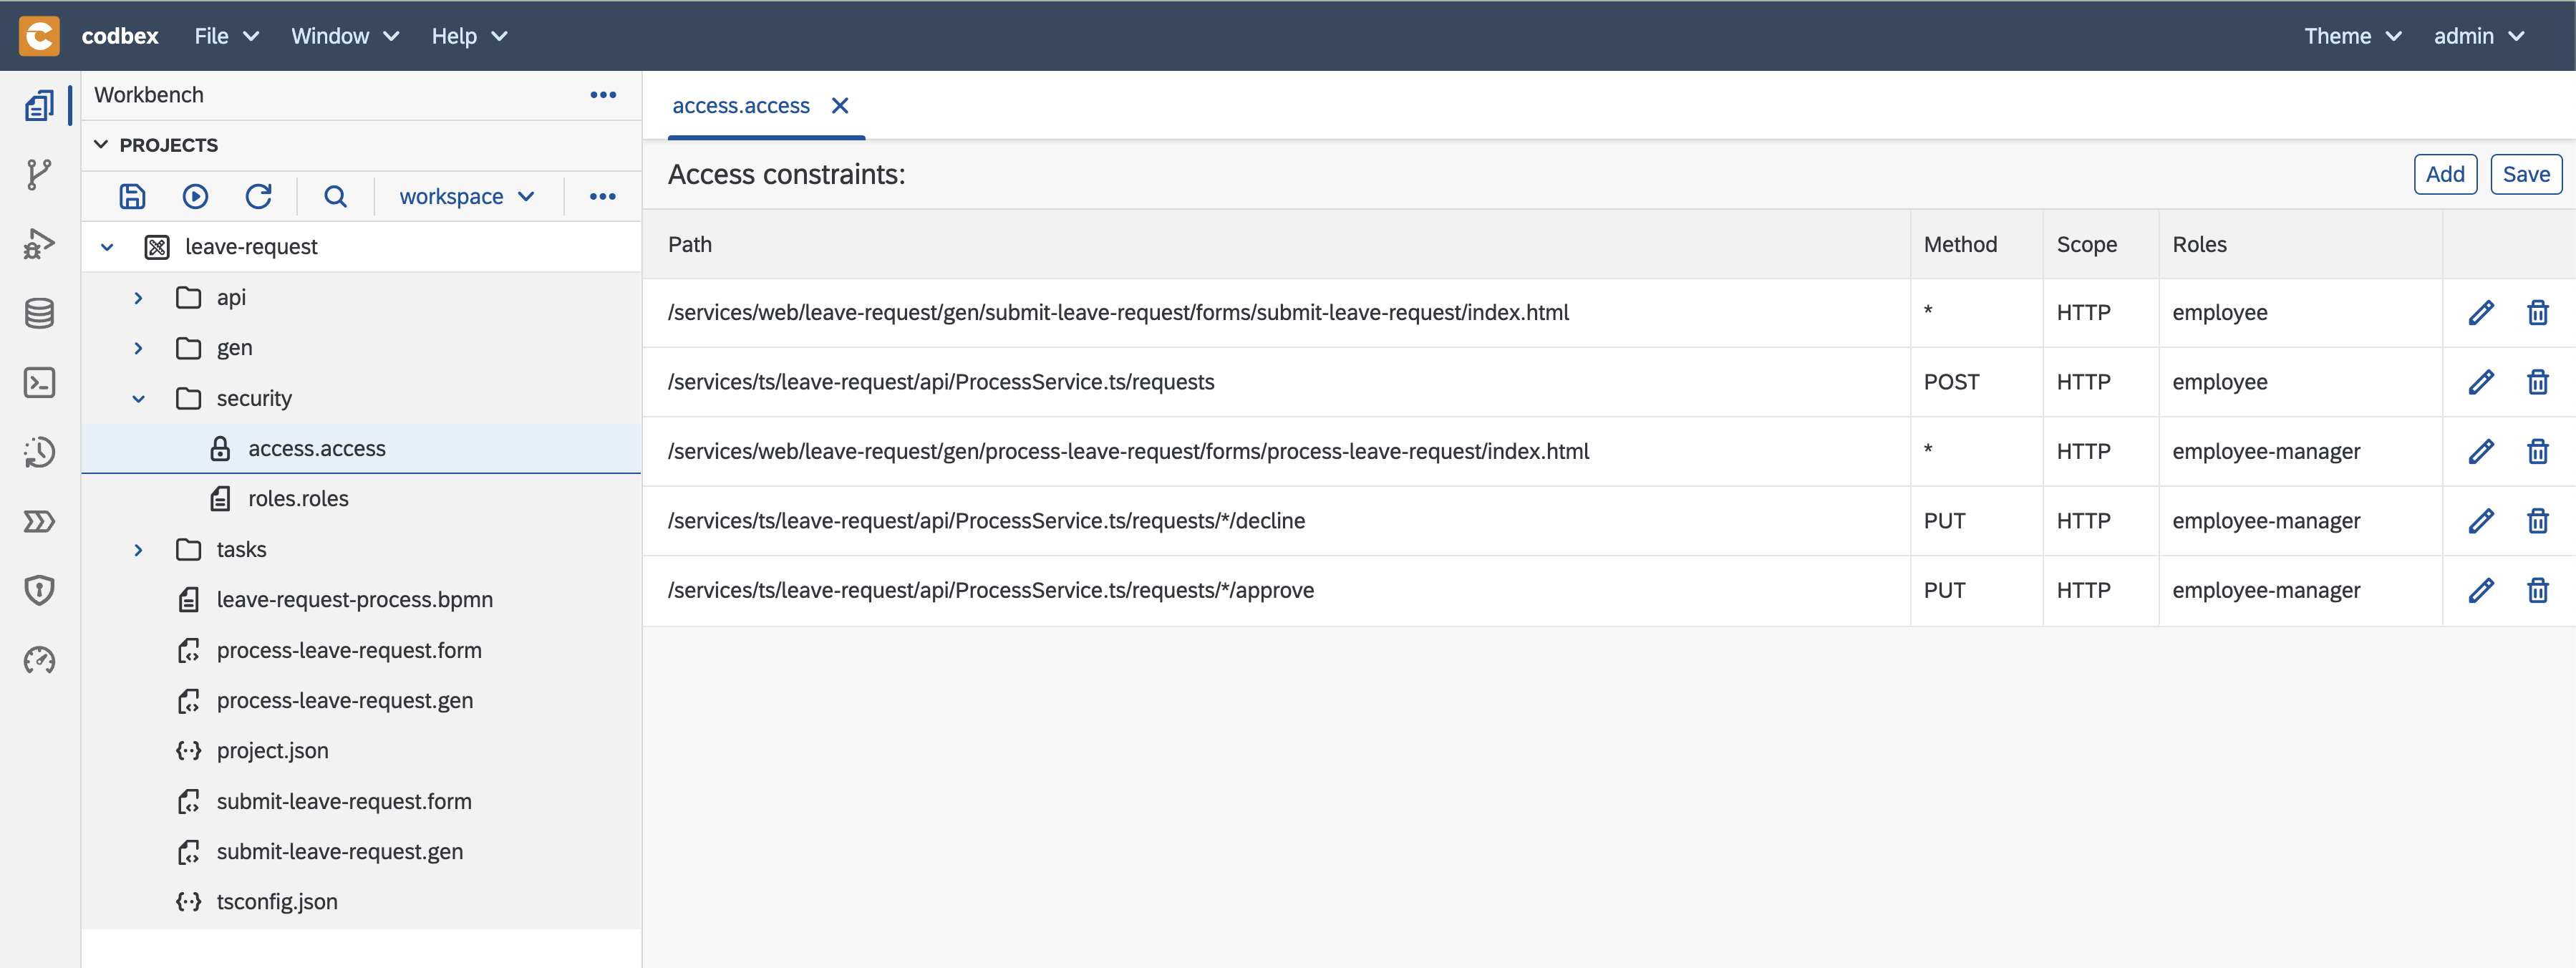 codbex File Window Help Theme admin
Workbench
PROJECTS
workspace
leave-request
api
gen
security
access.access
roles.roles
tasks
leave-request-process.bpmn
process-leave-request.form
process-leave-request.gen
project.json
submit-leave-request.form
submit-leave-request.gen
tsconfig.json
access.access
Access constraints: Add Save
Path Method Scope Roles
/services/web/leave-request/gen/submit-leave-request/forms/submit-leave-request/index.html * HTTP employee
/services/ts/leave-request/api/ProcessService.ts/requests POST HTTP employee
/services/web/leave-request/gen/process-leave-request/forms/process-leave-request/index.html * HTTP employee-manager
/services/ts/leave-request/api/ProcessService.ts/requests/*/decline PUT HTTP employee-manager
/services/ts/leave-request/api/ProcessService.ts/requests/*/approve PUT HTTP employee-manager